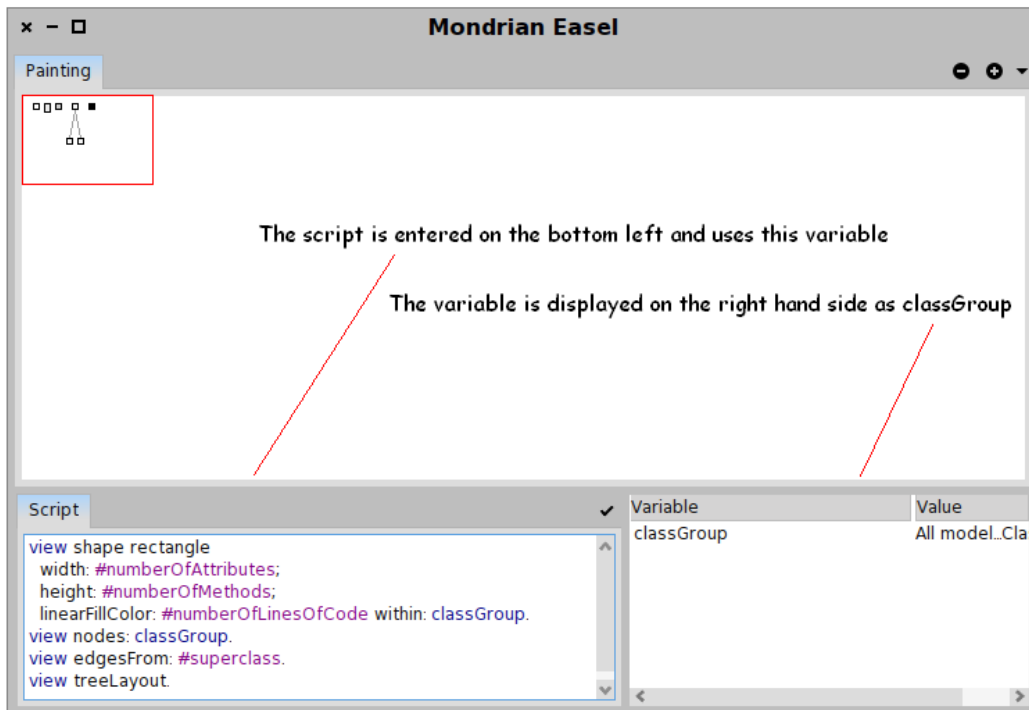 Mondrian Easel
Painting
The script is entered on the bottom left and uses this variable
The variable is displayed on the right hand side as classGroup
Script
view shape rectangle
width: #numberOfAttributes;
height: #numberOfMethods;
linearFillColor: #numberOfLinesOfCode within: classGroup.
view nodes: classGroup.
view edgesFrom: #superclass.
view treeLayout.
Variable Value
classGroup All model...Cla